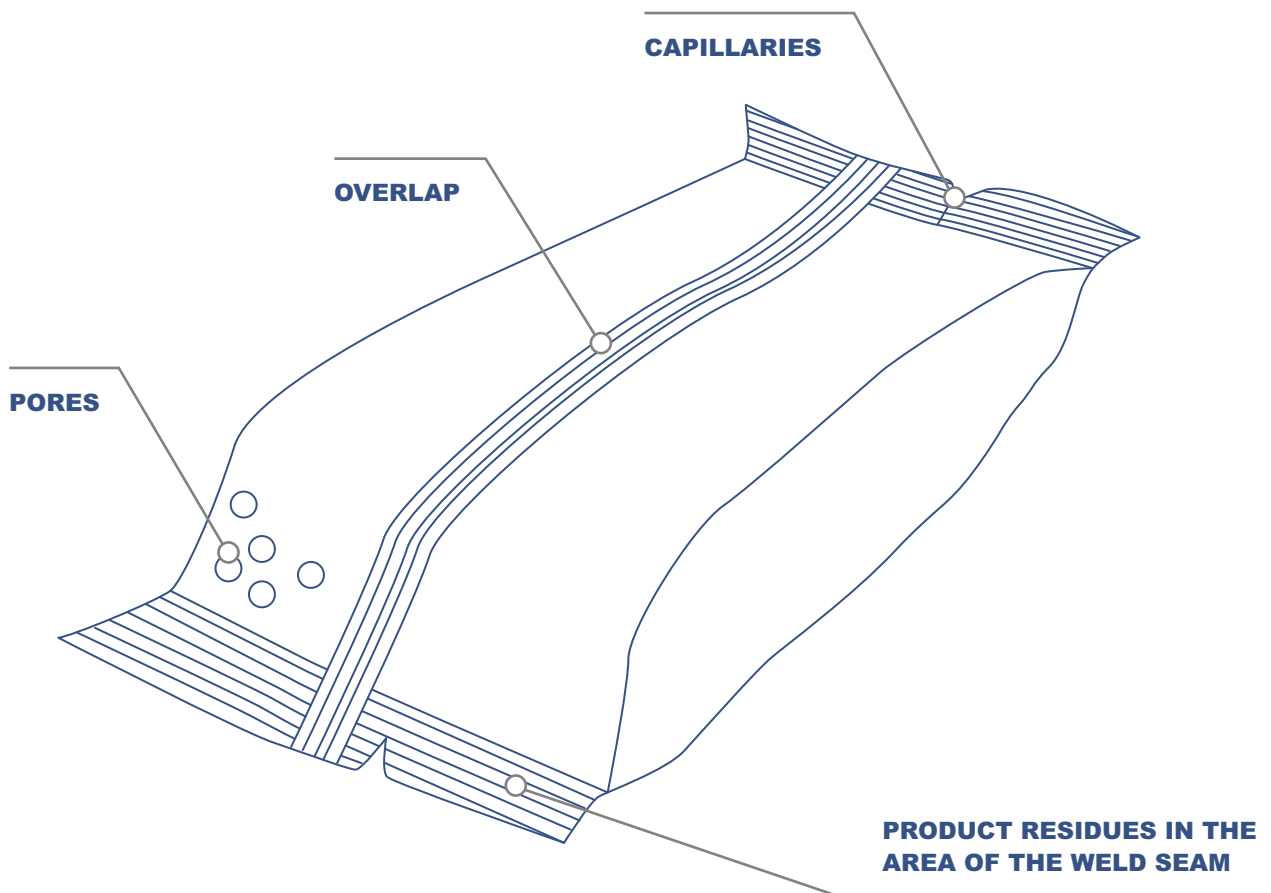 CAPILLARIES
OVERLAP
PORES
PRODUCT RESIDUES IN THE
AREA OF THE WELD SEAM